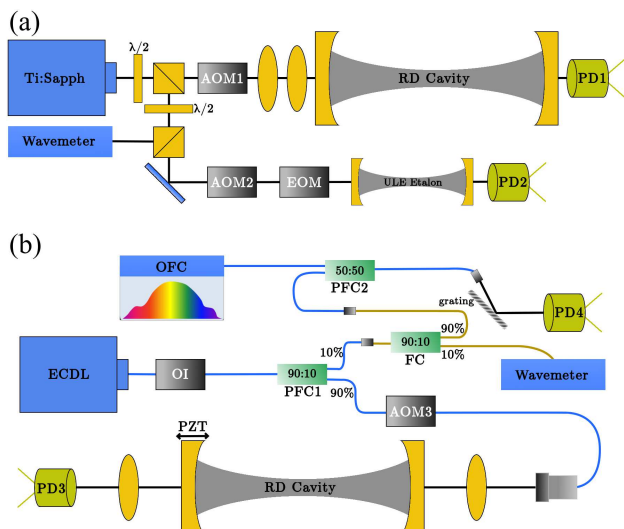 (a)
λ/2
Ti:Sapph
AOM1
RD Cavity
PD1
λ/2
Wavemeter
AOM2
EOM
ULE Etalon
PD2
(b)
OFC
50:50
PFC2
grating
PD4
90%
10%
90:10
10%
FC
ECDL
OI
90:10
PFC1
90%
Wavemeter
AOM3
PZT
PD3
RD Cavity